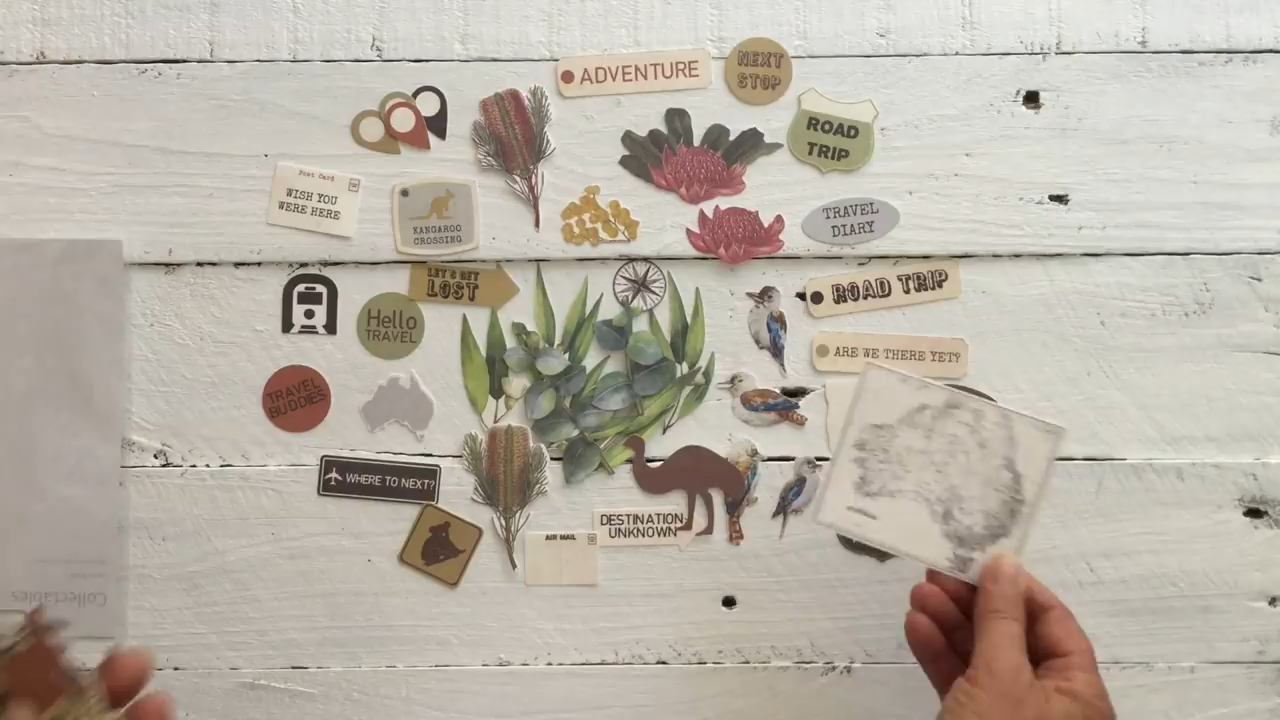 ADVENTURE
NEXT
STOP
ROAD
TRIP
Post Card
WISH YOU
WERE HERE
KANGAROO
CROSSING
TRAVEL
DIARY
LET'S GET
LOST
ROAD TRIP
Hello
TRAVEL
ARE WE THERE YET?
TRAVEL
BUDDIES
WHERE TO NEXT?
DESTINATION
UNKNOWN
AIR MAIL
Collectables